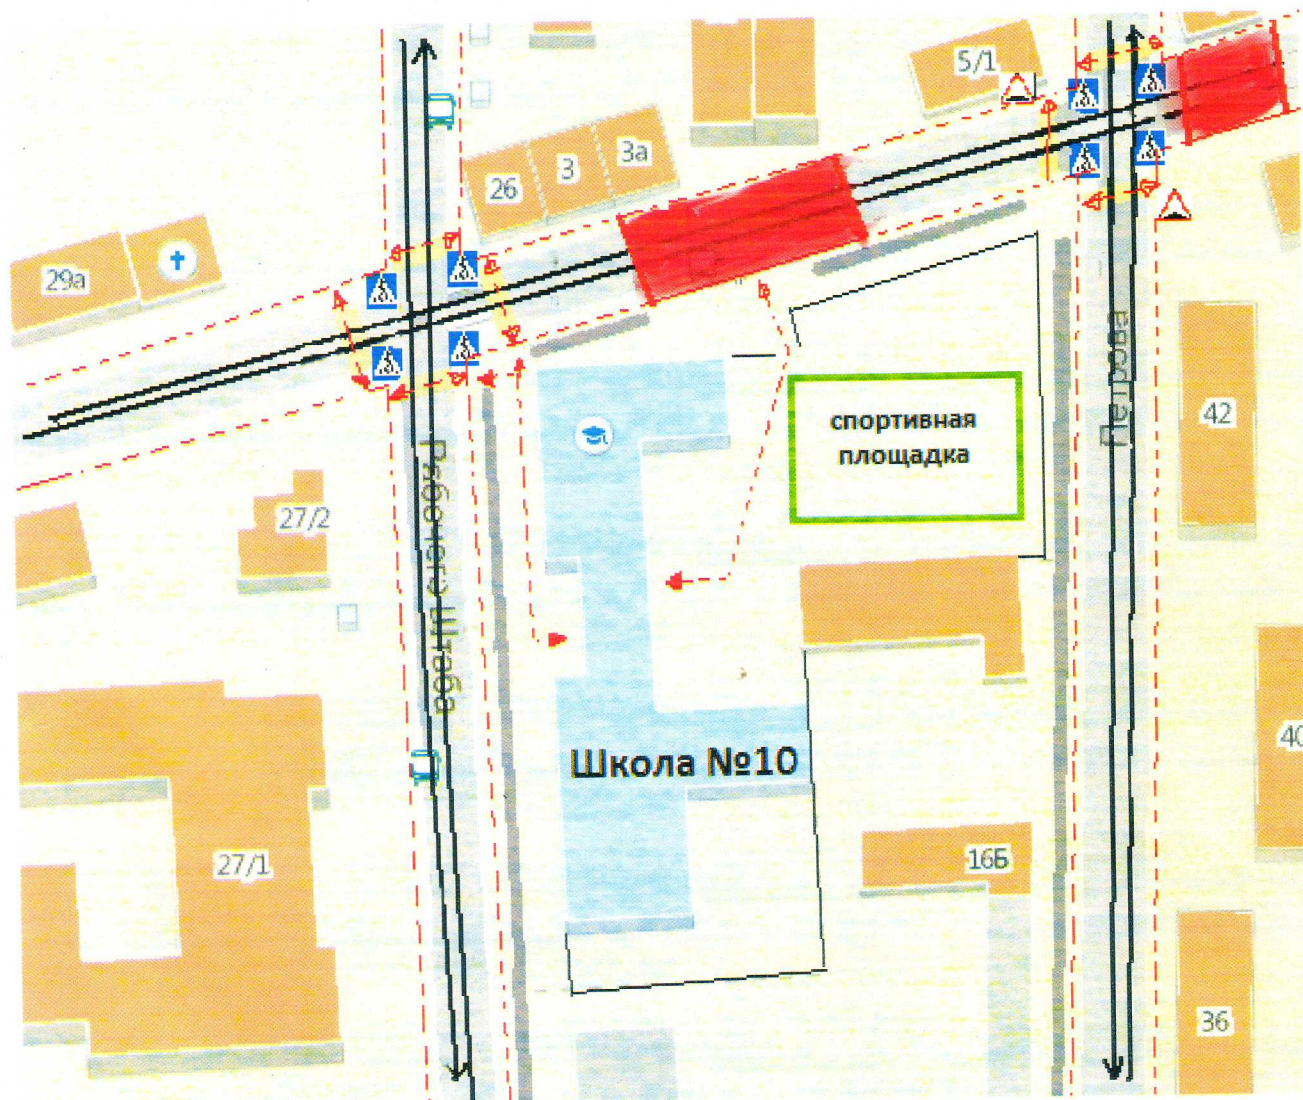 5/1
3а
3
26
29а
Петрова
42
спортивная
площадка
27/2
Рабочего Штаба
Школа №10
40
16Б
27/1
36